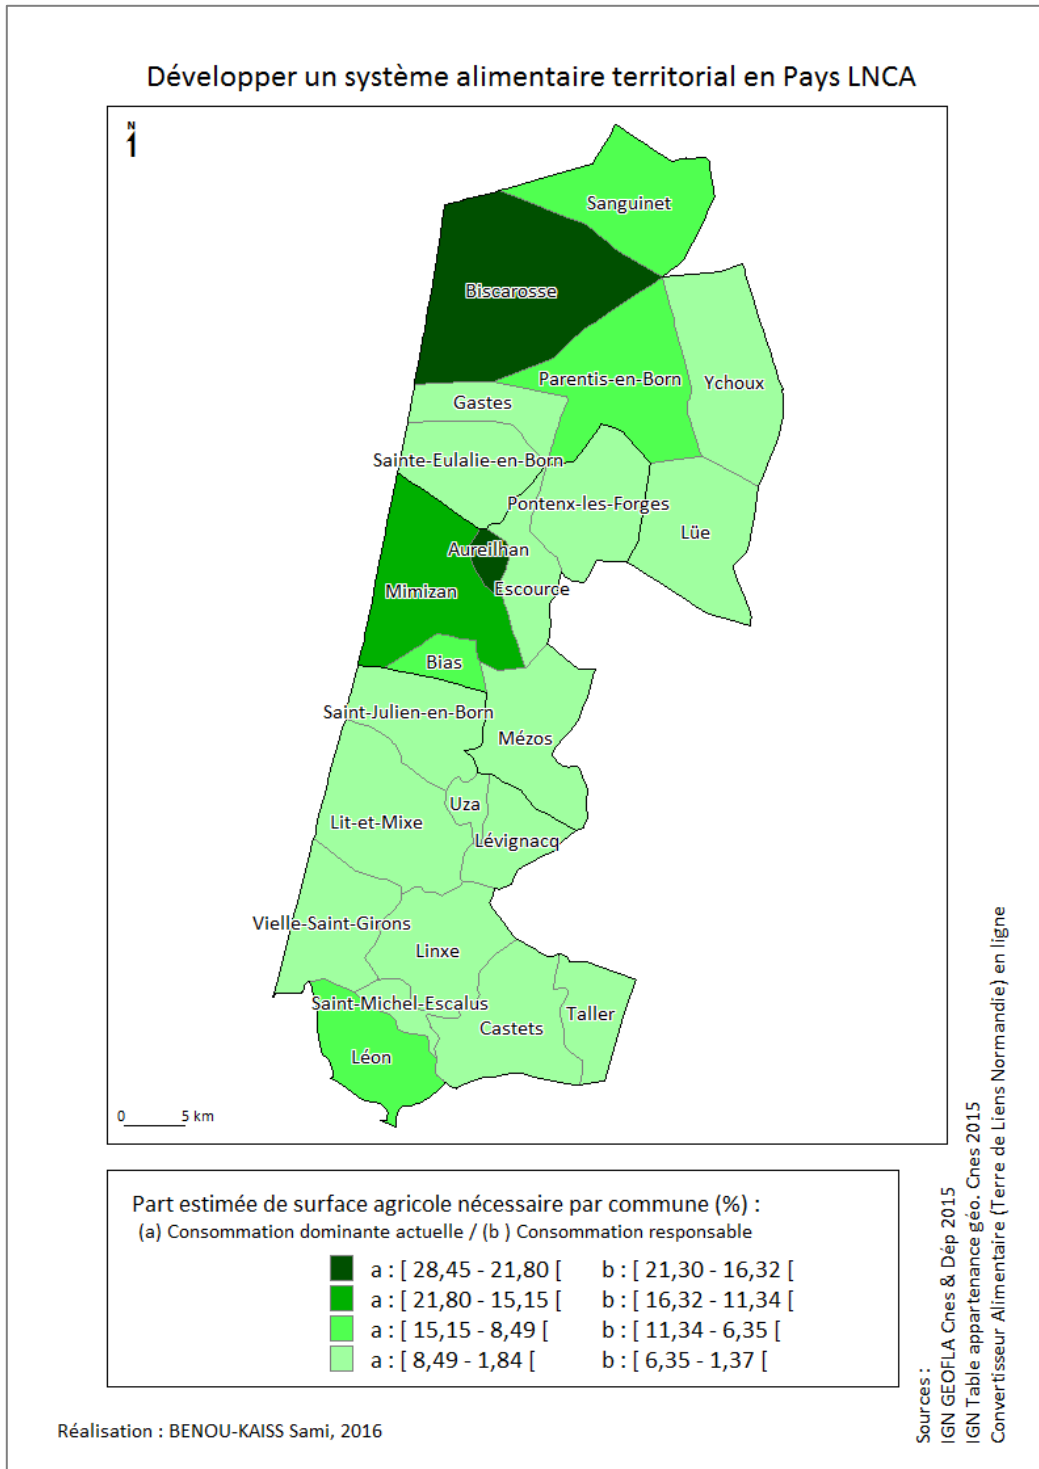 Développer un système alimentaire territorial en Pays LNCA
N
Sanguinet
Biscarosse
Parentis-en-Born
Ychoux
Gastes
Sainte-Eulalie-en-Born
Pontenx-les-Forges
Lüe
Aureilhan
Escource
Mimizan
Bias
Saint-Julien-en-Born
Mézos
Uza
Lit-et-Mixe
Lévignacq
Vielle-Saint-Girons
Linxe
Saint-Michel-Escalus
Taller
Castets
Léon
0 5 km
Part estimée de surface agricole nécessaire par commune (%) :
(a) Consommation dominante actuelle / (b ) Consommation responsable
a : [ 28,45 - 21,80 [ b : [ 21,30 - 16,32 [
a : [ 21,80 - 15,15 [ b : [ 16,32 - 11,34 [
a : [ 15,15 - 8,49 [ b : [ 11,34 - 6,35 [
a : [ 8,49 - 1,84 [ b : [ 6,35 - 1,37 [
Sources :
IGN GEOFLA Cnes & Dép 2015
IGN Table appartenance géo. Cnes 2015
Convertisseur Alimentaire (Terre de Liens Normandie) en ligne
Réalisation : BENOU-KAISS Sami, 2016